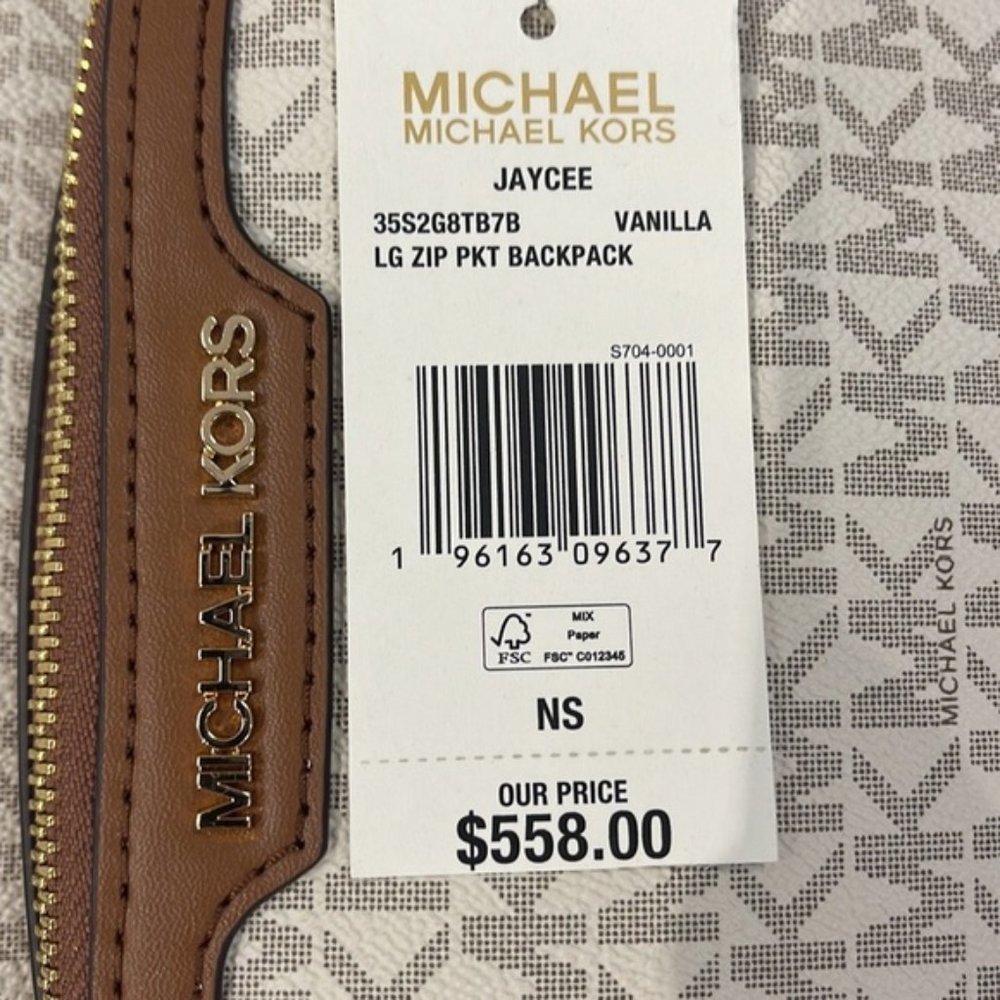 MICHAEL
MICHAEL KORS
JAYCEE
35S2G8TB7B VANILLA
LG ZIP PKT BACKPACK
S704-0001
1 96163 09637 7
MIX
Paper
FSC FSC™ C012345
NS
OUR PRICE
$558.00
MICHAEL KORS
MICHAEL KORS